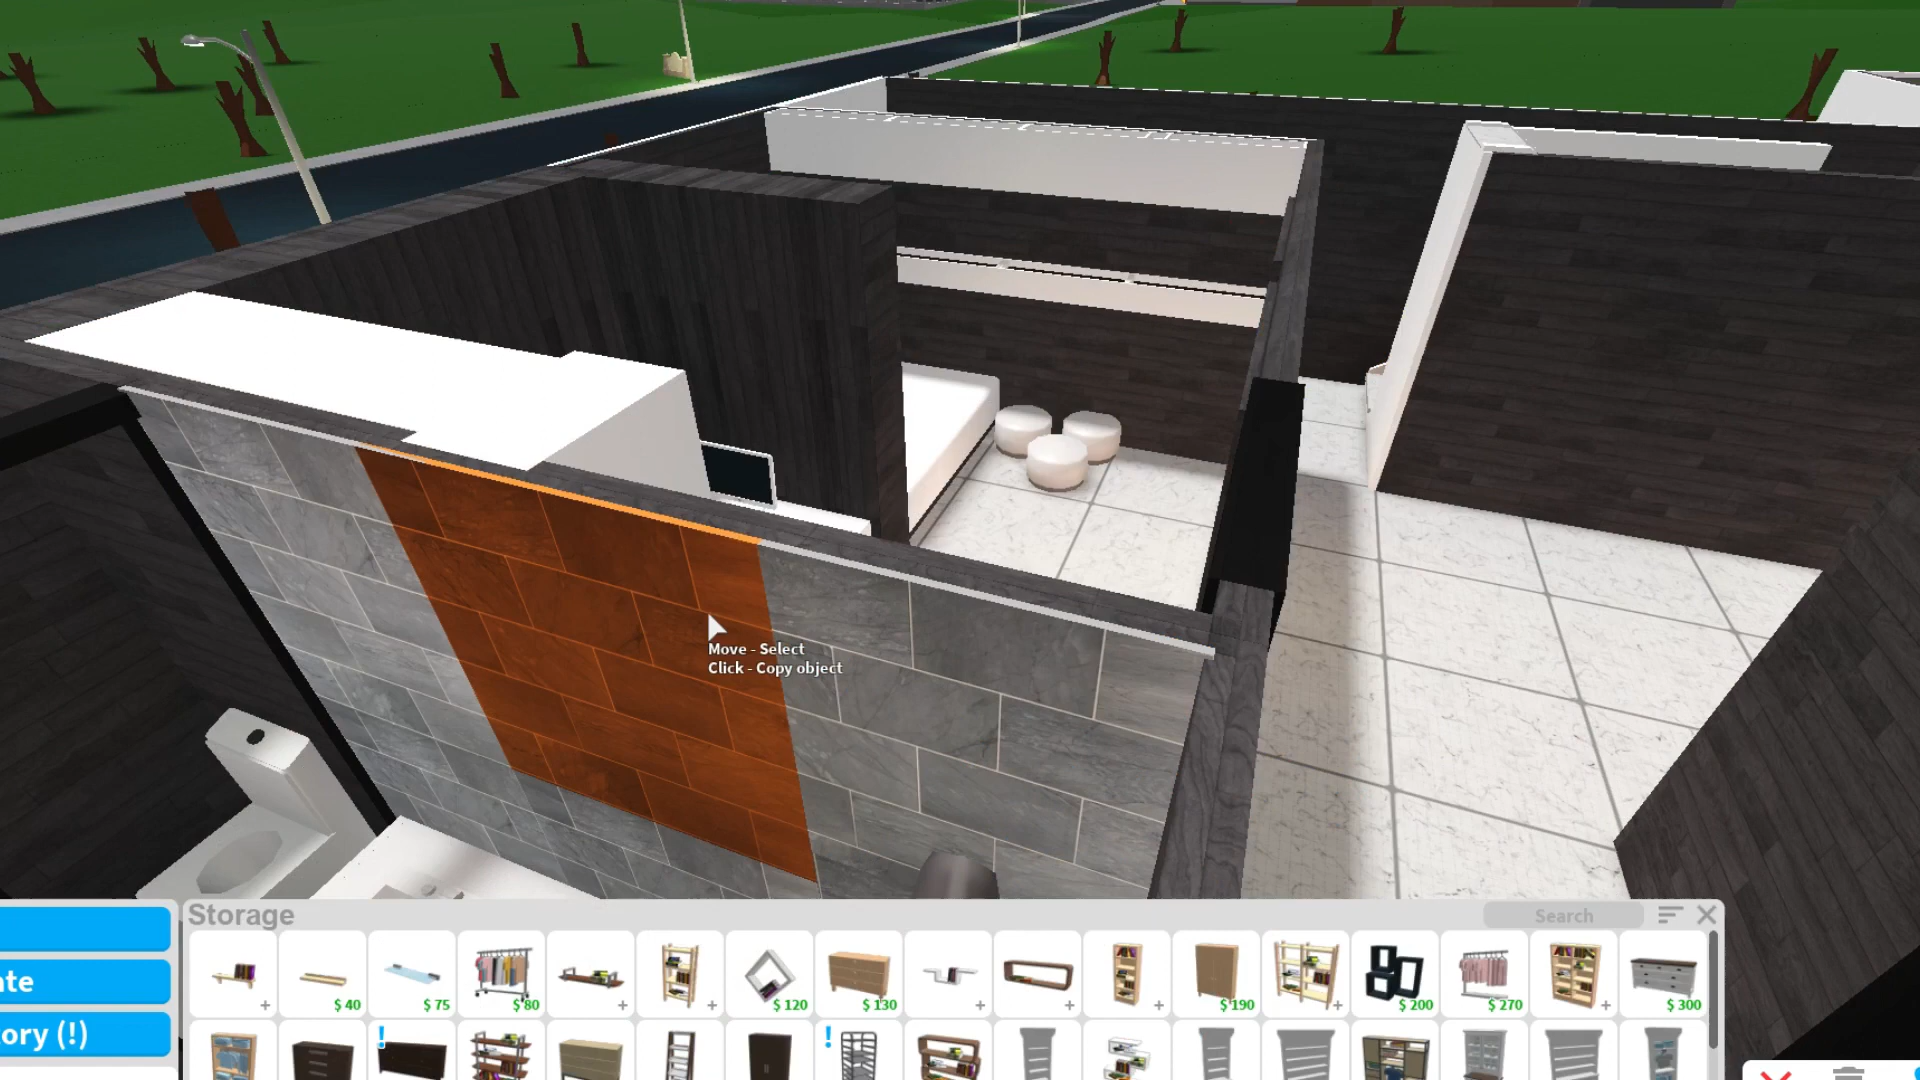 Move - Select
Click - Copy object
Storage
Search
$ 40
$ 75
$ 80
$ 120
$ 130
$ 190
$ 200
$ 270
$ 300
te
ory (!)